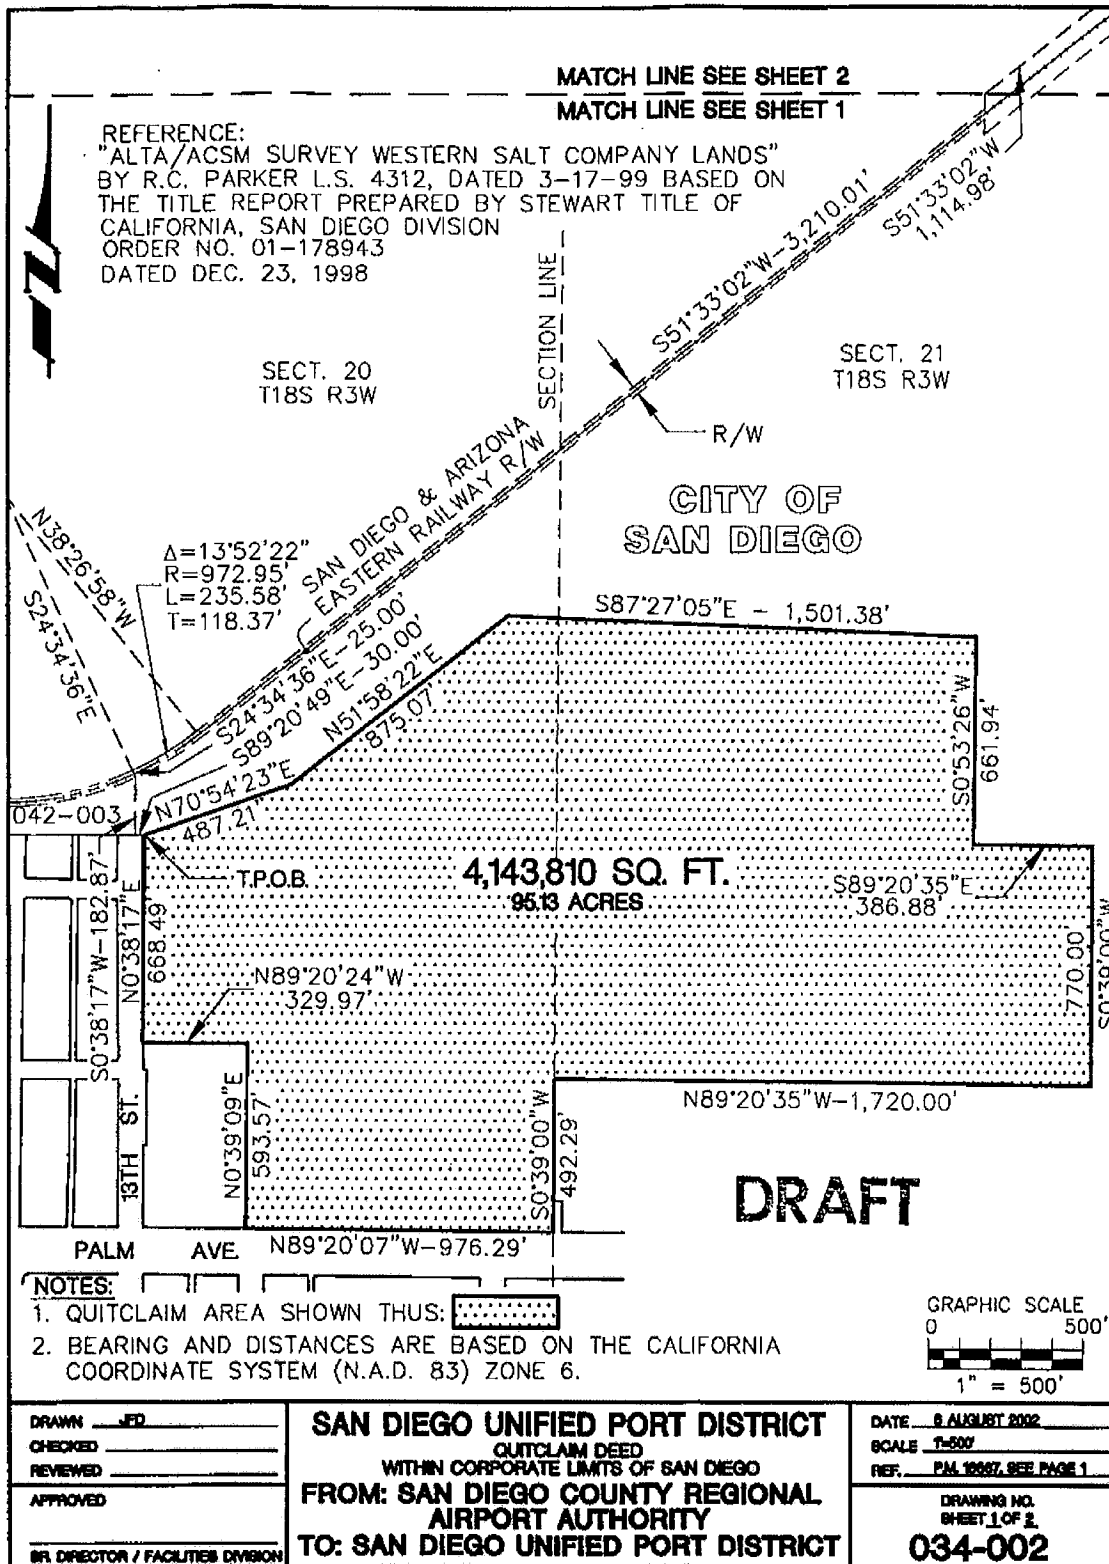 MATCH LINE SEE SHEET 2
MATCH LINE SEE SHEET 1
REFERENCE:
"ALTA/ACSM SURVEY WESTERN SALT COMPANY LANDS"
BY R.C. PARKER L.S. 4312, DATED 3-17-99 BASED ON
THE TITLE REPORT PREPARED BY STEWART TITLE OF
CALIFORNIA, SAN DIEGO DIVISION
ORDER NO. 01-178943
DATED DEC. 23, 1998
N
S51°33'02"W-3,210.01'
S51°33'02"W
1,114.98'
SECTION LINE
SECT. 20
T18S R3W
SECT. 21
T18S R3W
R/W
SAN DIEGO & ARIZONA
EASTERN RAILWAY R/W
CITY OF
SAN DIEGO
N38°26'58"W
S24°34'36"E
Δ=13°52'22"
R=972.95'
L=235.58'
T=118.37'
S24°34'36"E-25.00'
S89°20'49"E-30.00'
N51°58'22"E
875.07'
S87°27'05"E - 1,501.38'
S0°53'26"W
661.94'
042-003
N70°54'23"E
487.21'
T.P.O.B.
4,143,810 SQ. FT.
95.13 ACRES
S89°20'35"E
386.88'
S0°38'17"W-182.87'
N0°38'17"E
668.49
770.00
S0°39'00"W
N89°20'24"W
329.97'
N89°20'35"W-1,720.00'
13TH ST.
N0°39'09"E
593.57'
S0°39'00"W
492.29'
DRAFT
PALM AVE.
N89°20'07"W-976.29'
NOTES:
1. QUITCLAIM AREA SHOWN THUS:
2. BEARING AND DISTANCES ARE BASED ON THE CALIFORNIA
COORDINATE SYSTEM (N.A.D. 83) ZONE 6.
GRAPHIC SCALE
0 500'
1" = 500'
DRAWN JFD
CHECKED
REVIEWED
APPROVED
SR. DIRECTOR / FACILITIES DIVISION
SAN DIEGO UNIFIED PORT DISTRICT
QUITCLAIM DEED
WITHIN CORPORATE LIMITS OF SAN DIEGO
FROM: SAN DIEGO COUNTY REGIONAL
AIRPORT AUTHORITY
TO: SAN DIEGO UNIFIED PORT DISTRICT
DATE AUGUST 2002
SCALE 1"=500'
REF. P.M. SEE PAGE 1
DRAWING NO.
SHEET 1 OF 2
034-002